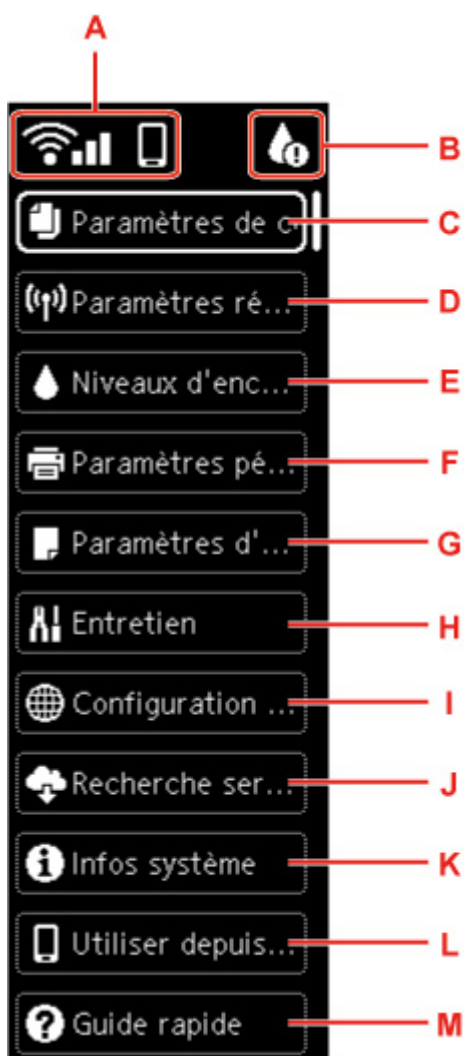 A
B
Paramètres de c
C
Paramètres ré...
D
Niveaux d'enc...
E
Paramètres pé...
F
Paramètres d'...
G
Entretien
H
Configuration ...
I
Recherche ser...
J
Infos système
K
Utiliser depuis...
L
Guide rapide
M